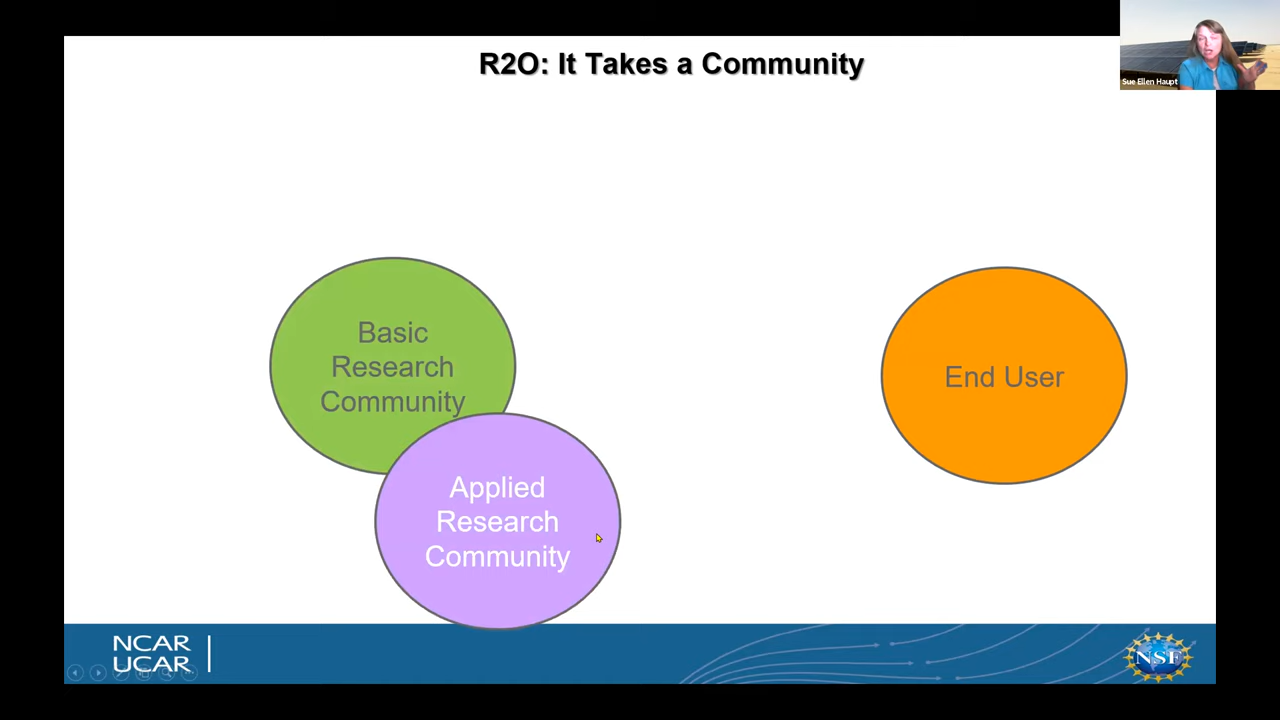 R2O: It Takes a Community
Sue Ellen Haupt
Basic
Research
Community
End User
Applied
Research
Community
NCAR
UCAR
NSF